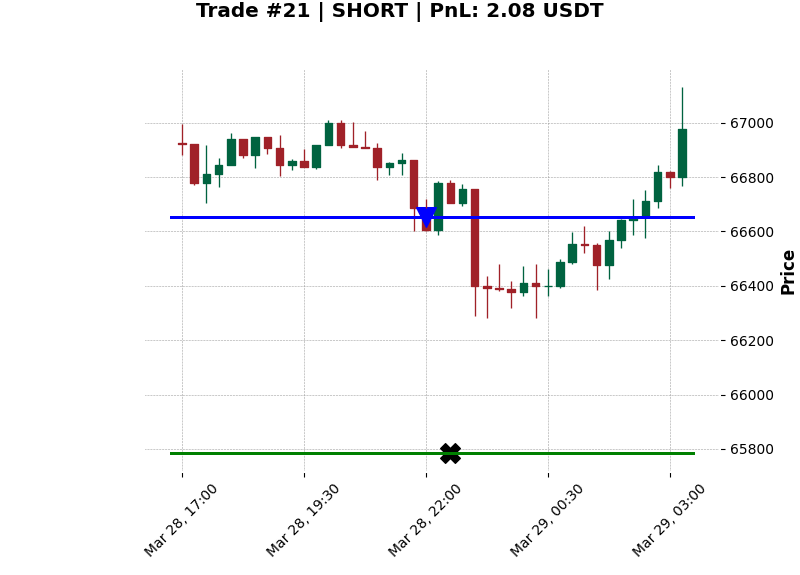 Trade #21 | SHORT | PnL: 2.08 USDT
67000
66800
66600
66400
66200
66000
65800
Price
Mar 28, 17:00
Mar 28, 19:30
Mar 28, 22:00
Mar 29, 00:30
Mar 29, 03:00